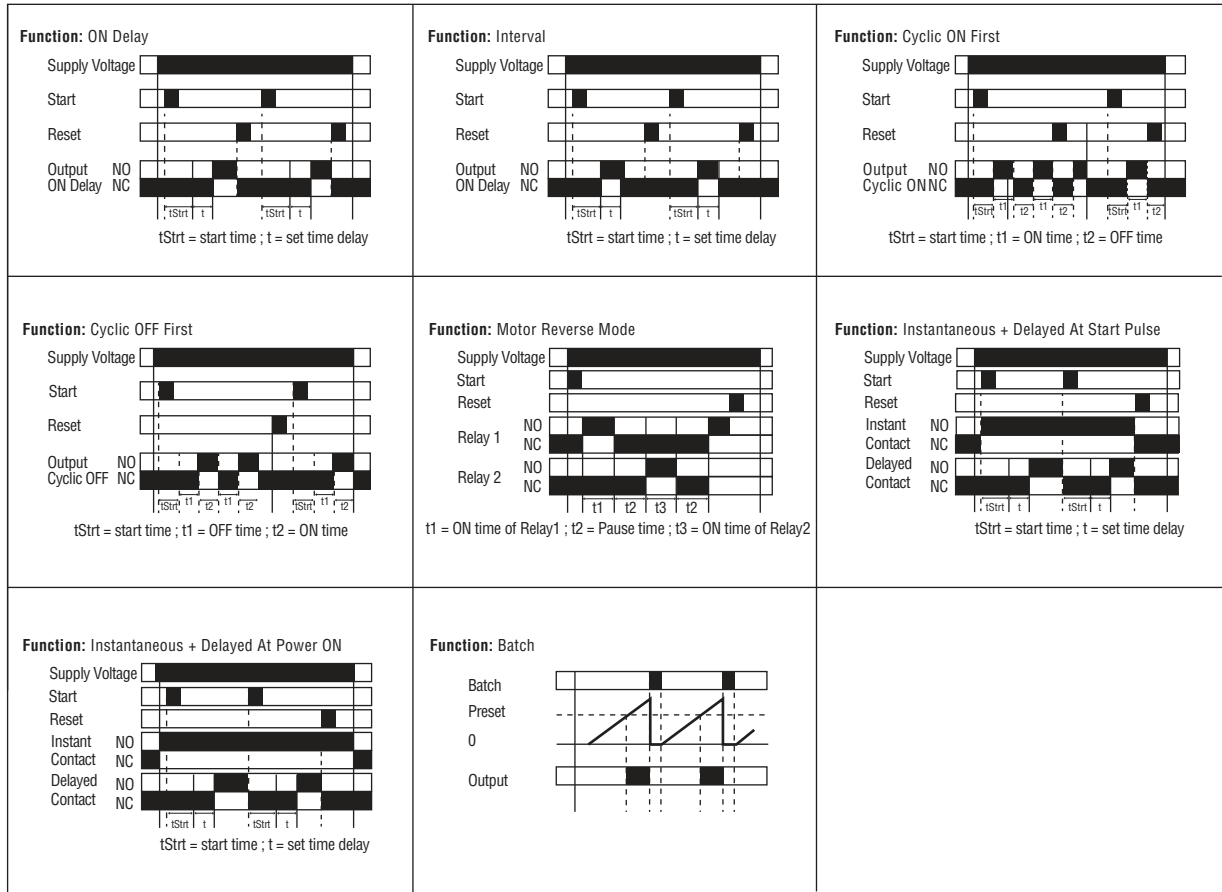 Function: ON Delay
Supply Voltage
Start
Reset
Output NO
ON Delay NC
tStrt t tStrt t
tStrt = start time ; t = set time delay
Function: Interval
Supply Voltage
Start
Reset
Output NO
ON Delay NC
tStrt t tStrt t
tStrt = start time ; t = set time delay
Function: Cyclic ON First
Supply Voltage
Start
Reset
Output NO
Cyclic ON NC
tStrt t1 t2 t1 t2 tStrt t1 t2
tStrt = start time ; t1 = ON time ; t2 = OFF time
Function: Cyclic OFF First
Supply Voltage
Start
Reset
Output NO
Cyclic OFF NC
tStrt t1 t2 t1 t2 tStrt t1 t2
tStrt = start time ; t1 = OFF time ; t2 = ON time
Function: Motor Reverse Mode
Supply Voltage
Start
Reset
Relay 1 NO
NC
Relay 2 NO
NC
t1 t2 t3 t2
t1 = ON time of Relay1 ; t2 = Pause time ; t3 = ON time of Relay2
Function: Instantaneous + Delayed At Start Pulse
Supply Voltage
Start
Reset
Instant NO
Contact NC
Delayed NO
Contact NC
tStrt t tStrt t
tStrt = start time ; t = set time delay
Function: Instantaneous + Delayed At Power ON
Supply Voltage
Start
Reset
Instant NO
Contact NC
Delayed NO
Contact NC
tStrt t tStrt t
tStrt = start time ; t = set time delay
Function: Batch
Batch
Preset
0
Output